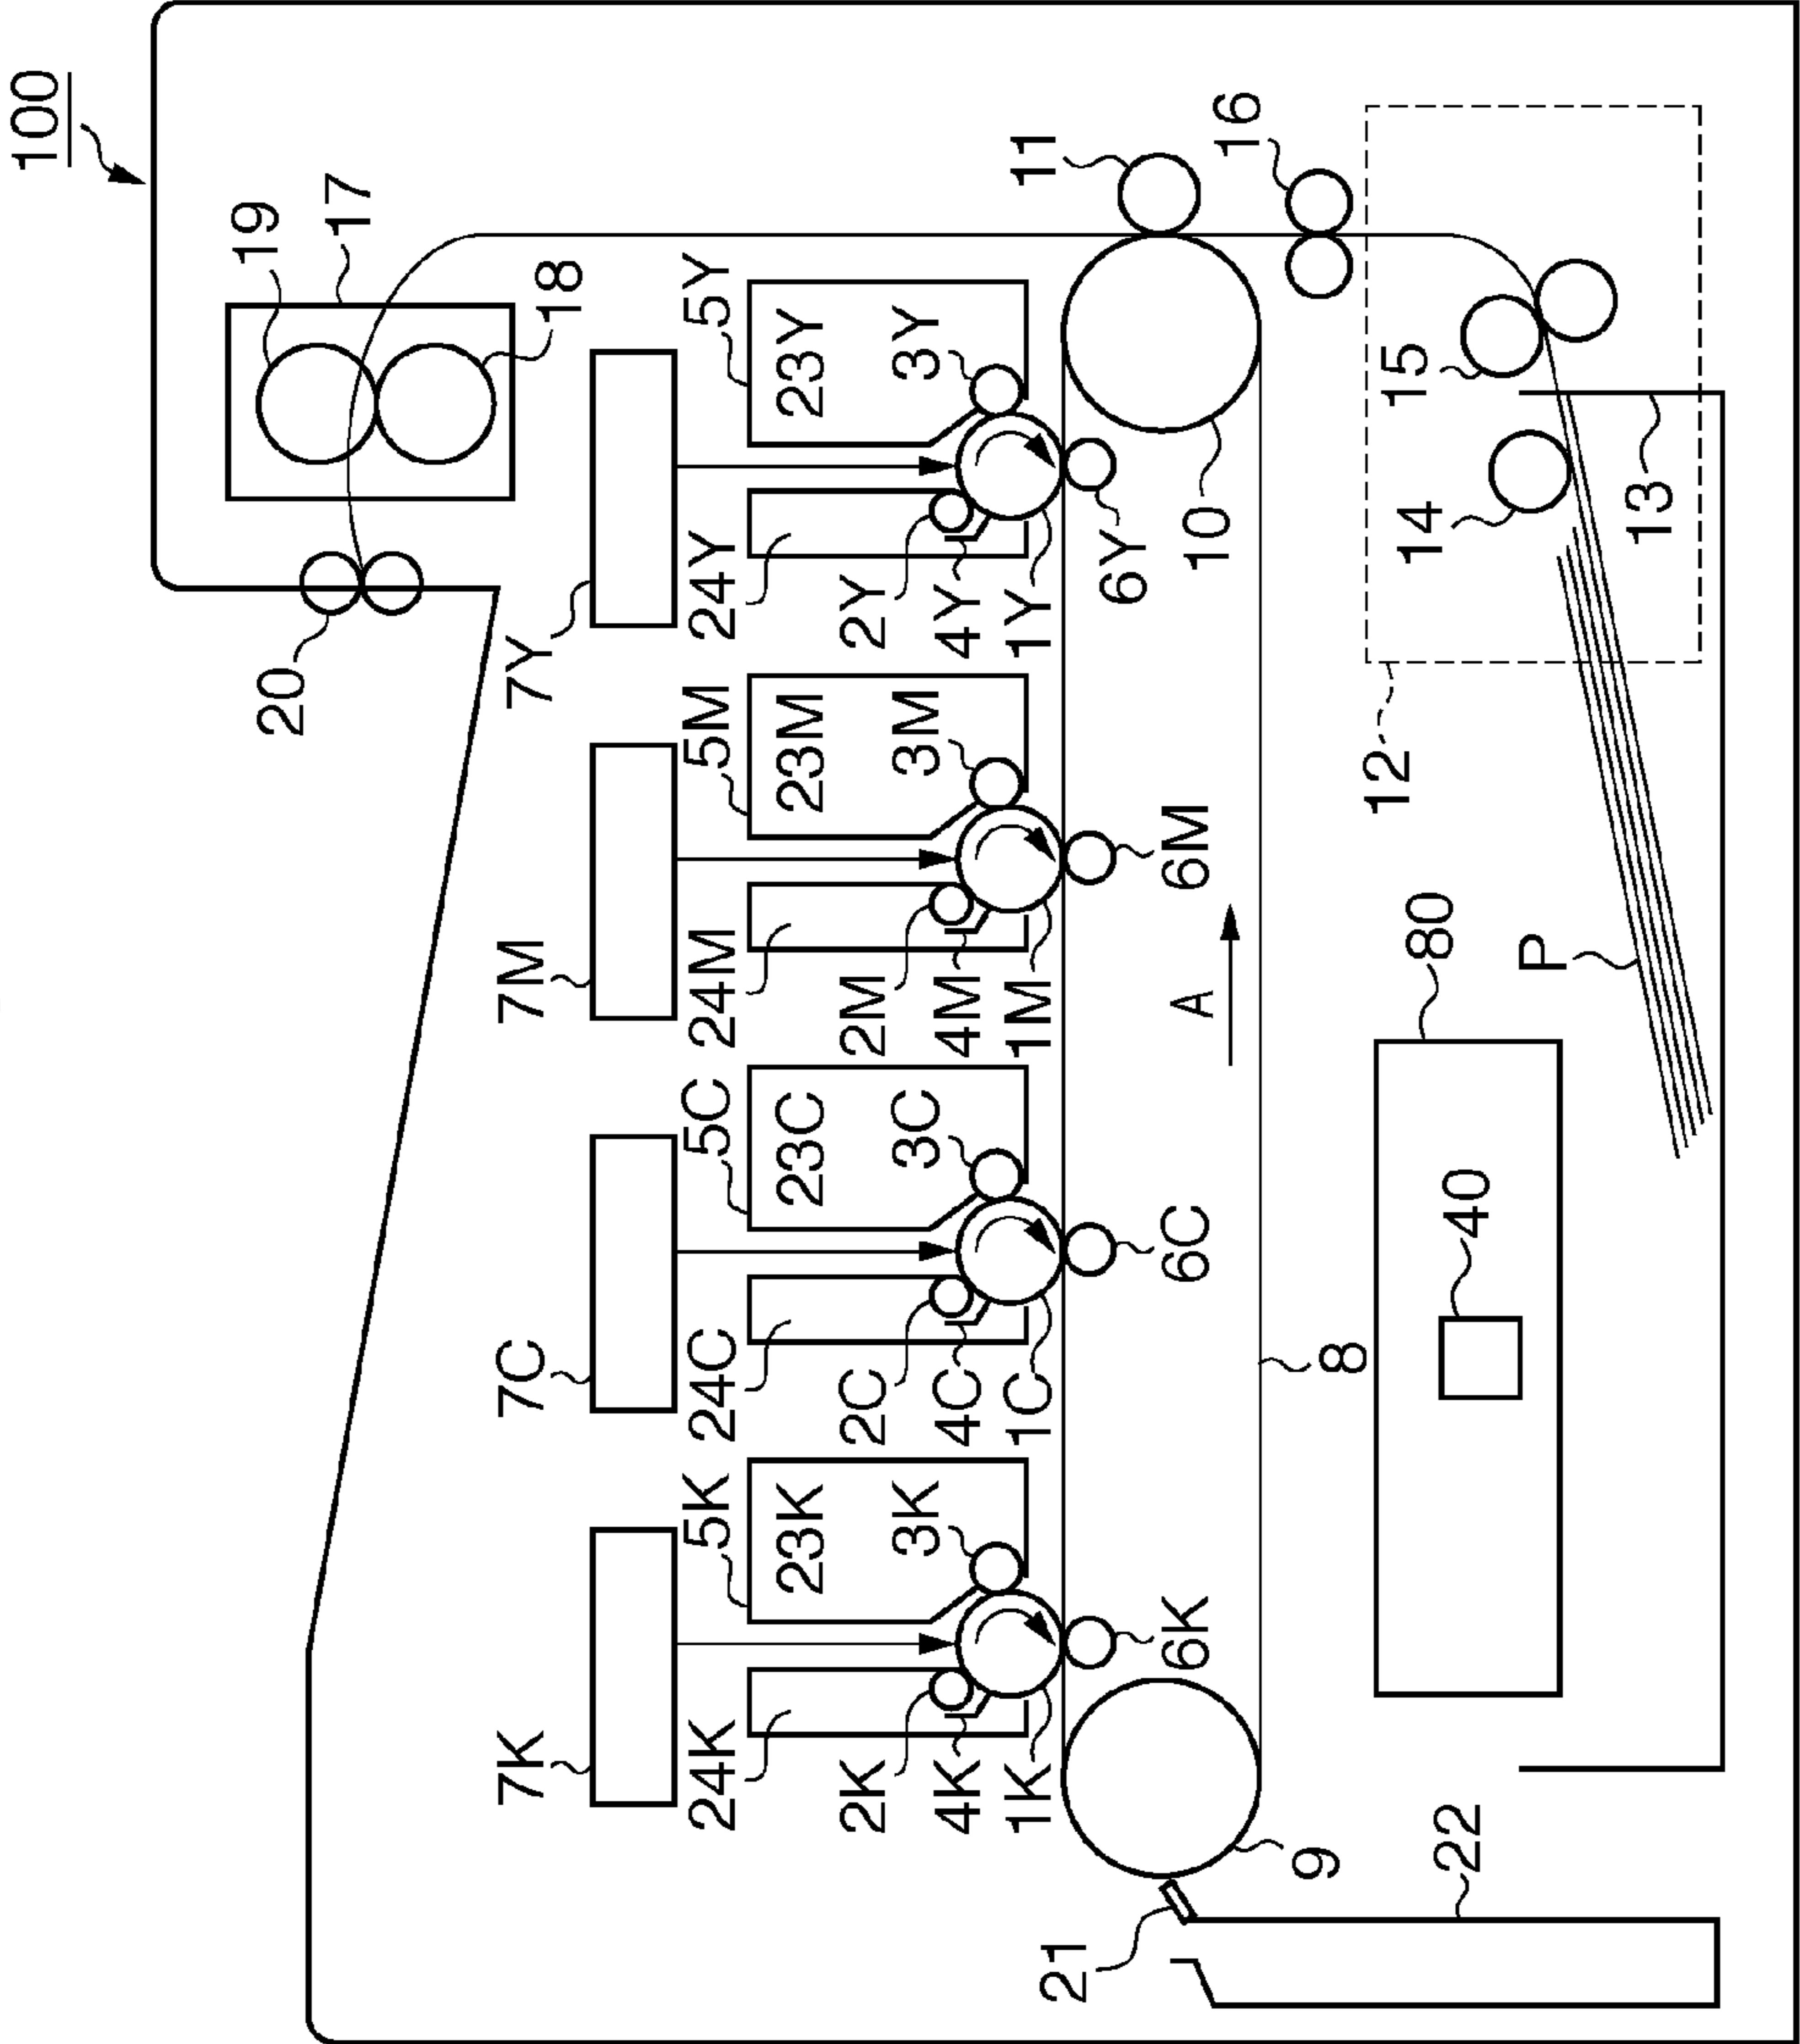 100
20 19
17
7K 7C 7M 7Y 18
5K 5C 5M 5Y
24K 24C 24M 24Y
23K 23C 23M 23Y
2K 2C 2M 2Y
3K 3C 3M 3Y
4K 4C 4M 4Y
1K 1C 1M 1Y 11
21
6Y
6K 6C 6M
A 10 16
9 8
12 15
22 80 14
40
P
13